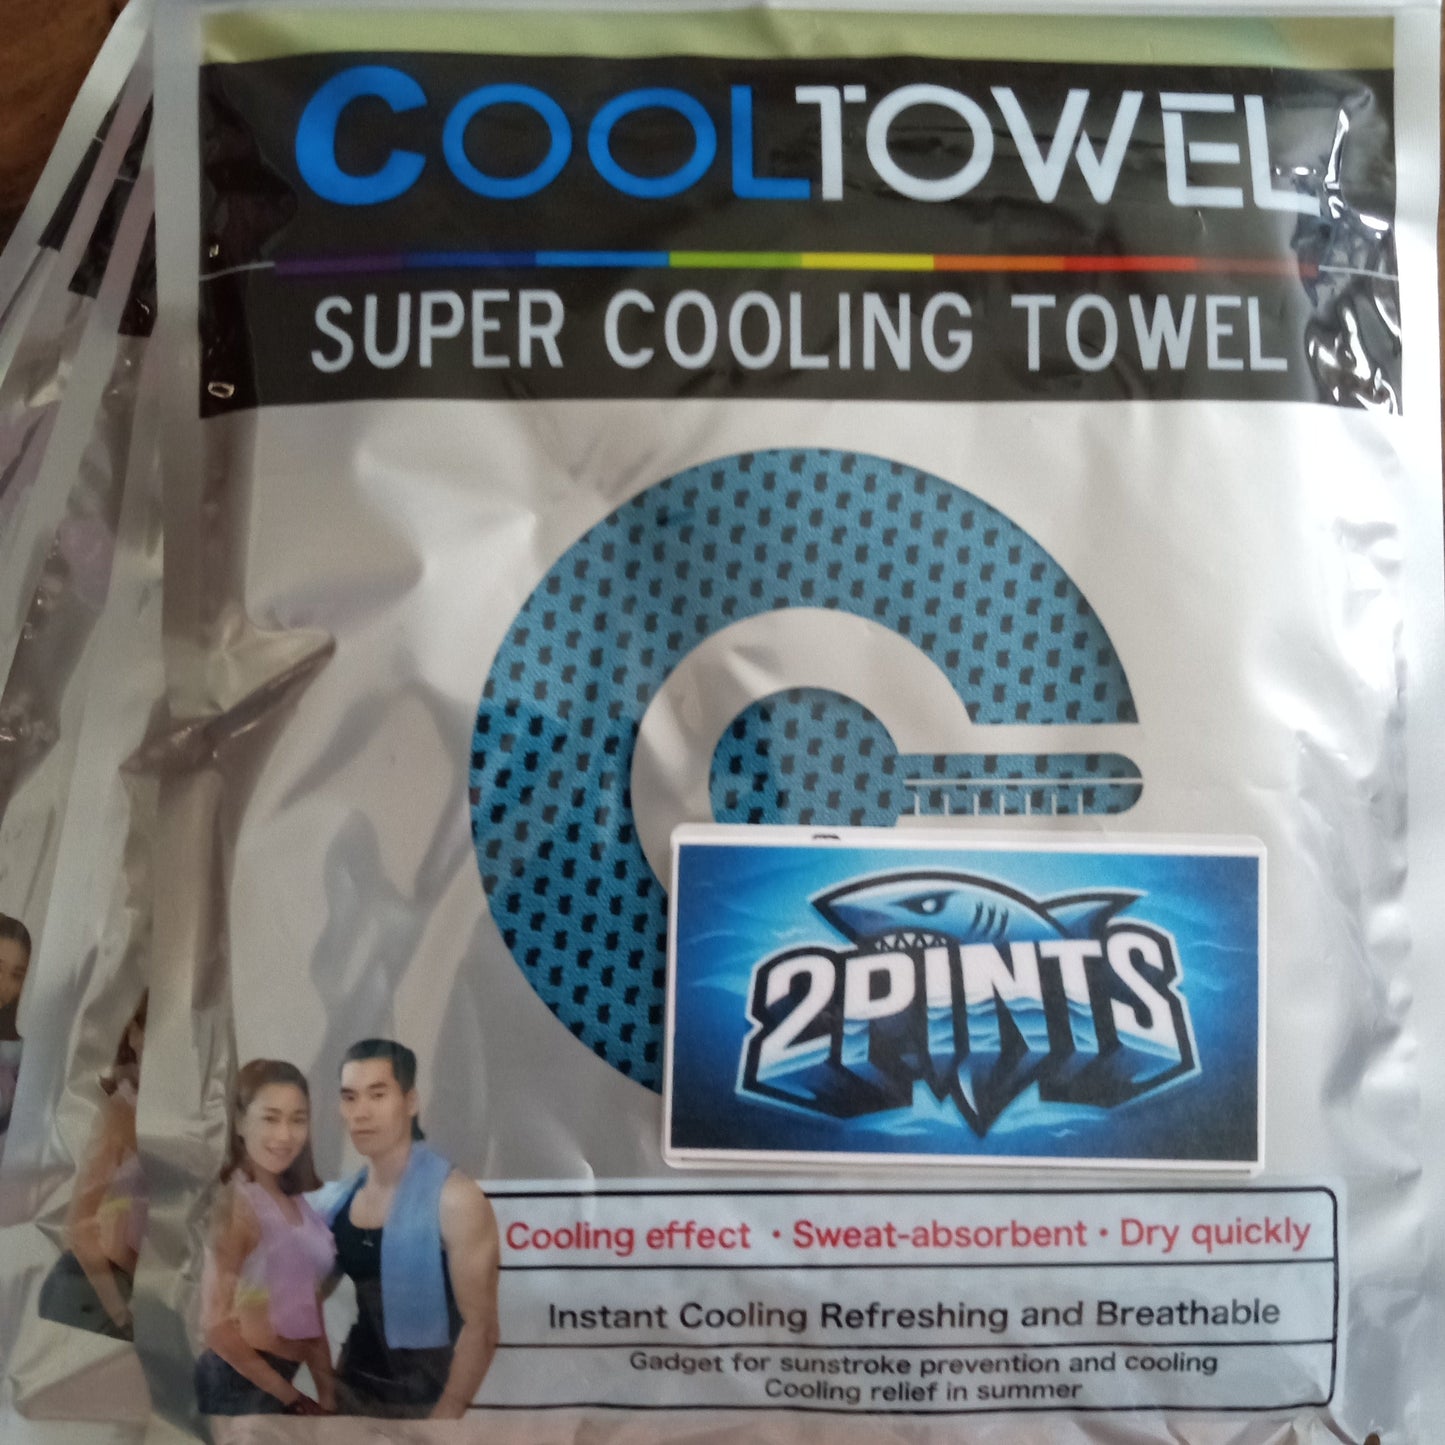 COOLTOWEL
SUPER COOLING TOWEL
2PINTS
Cooling effect · Sweat-absorbent · Dry quickly
Instant Cooling Refreshing and Breathable
Gadget for sunstroke prevention and cooling
Cooling relief in summer